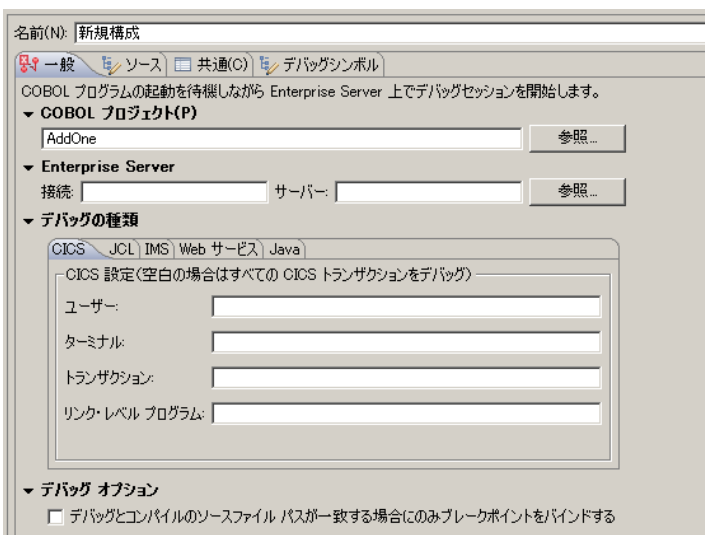 名前(N): 新規構成
一般 ソース 共通(C) デバッグシンボル
COBOL プログラムの起動を待機しながら Enterprise Server 上でデバッグセッションを開始します。
COBOL プロジェクト(P)
AddOne 参照...
Enterprise Server
接続: サーバー: 参照...
デバッグの種類
CICS JCL IMS Web サービス Java
CICS 設定(空白の場合はすべての CICS トランザクションをデバッグ)
ユーザー:
ターミナル:
トランザクション:
リンク・レベル プログラム:
デバッグ オプション
デバッグとコンパイルのソースファイル パスが一致する場合にのみブレークポイントをバインドする